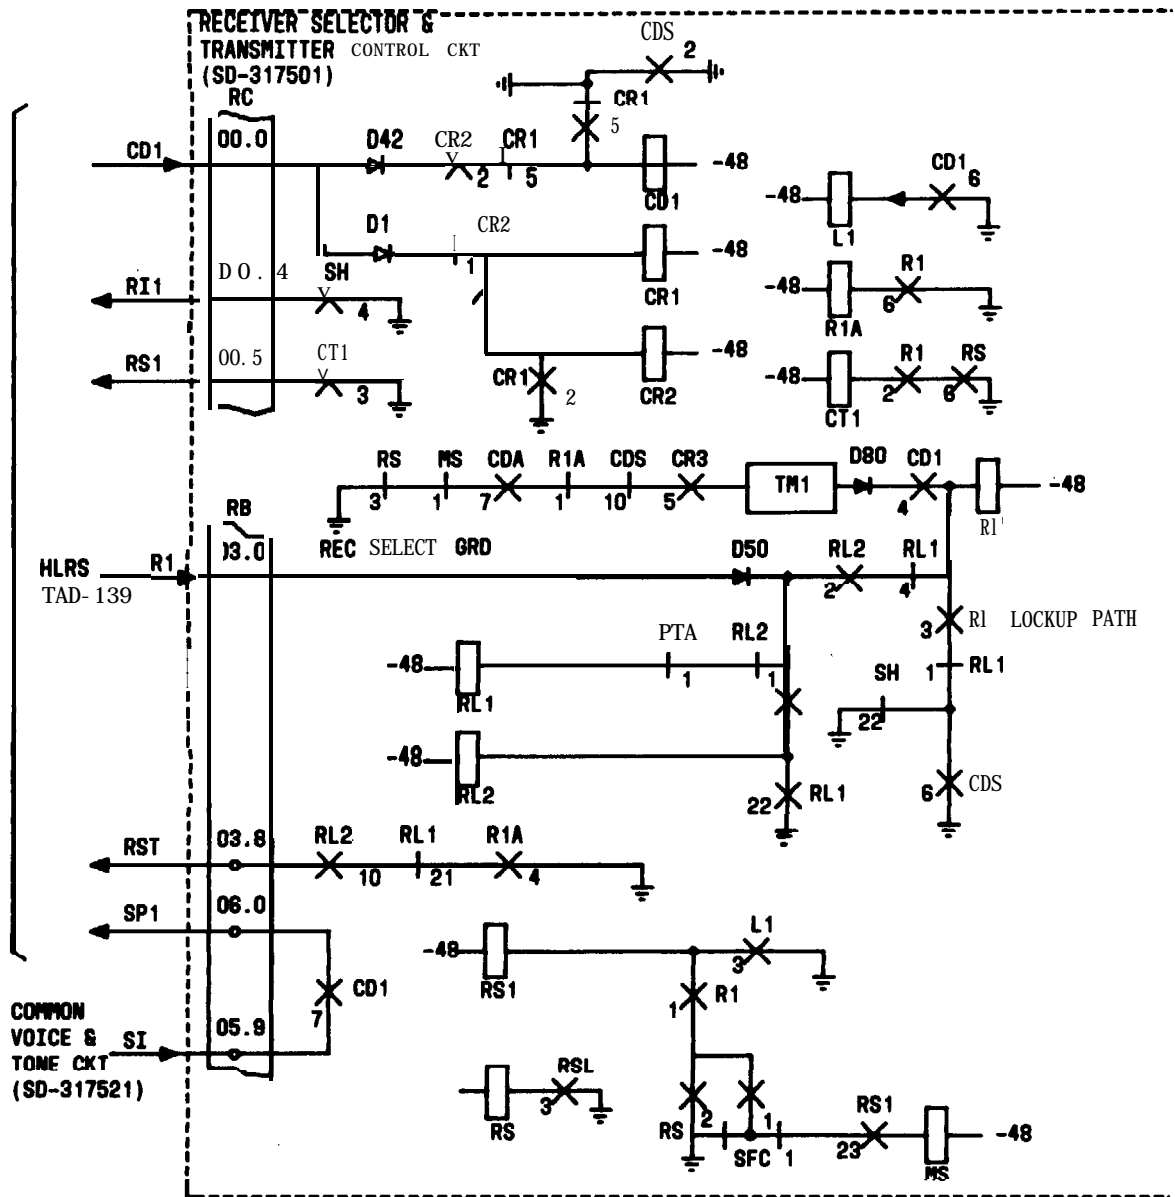 RECEIVER SELECTOR &
TRANSMITTER CONTROL CKT
(SD-317501)
RC
CDS
2
CR1
5
00.0
CD1
D42
CR2
2
CR1
5
-48
CD1
CD1
6
-48
L1
D1
CR2
1
-48
CR1
D0.4
SH
RI1
4
R1
-48
6
R1A
00.5
CT1
RS1
3
-48
CR1
2
CR2
R1
RS
-48
2
6
CT1
RS
MS
CDA
R1A
CDS
CR3
D80
CD1
3
1
7
1
10
5
TM1
4
-48
R1
RB
03.0
REC SELECT GRD
HLRS
R1
TAD-139
D50
RL2
RL1
2
4
3
R1 LOCKUP PATH
PTA
RL2
-48
1
1
RL1
SH
1
RL1
22
-48
RL2
22
RL1
6
CDS
03.8
RST
RL2
RL1
R1A
10
21
4
06.0
SP1
L1
-48
3
RS1
CD1
7
1
R1
COMMON
VOICE &
TONE CKT
(SD-317521)
SI
05.9
RSL
3
RS
2
1
RS
SFC
1
RS1
23
-48
MS